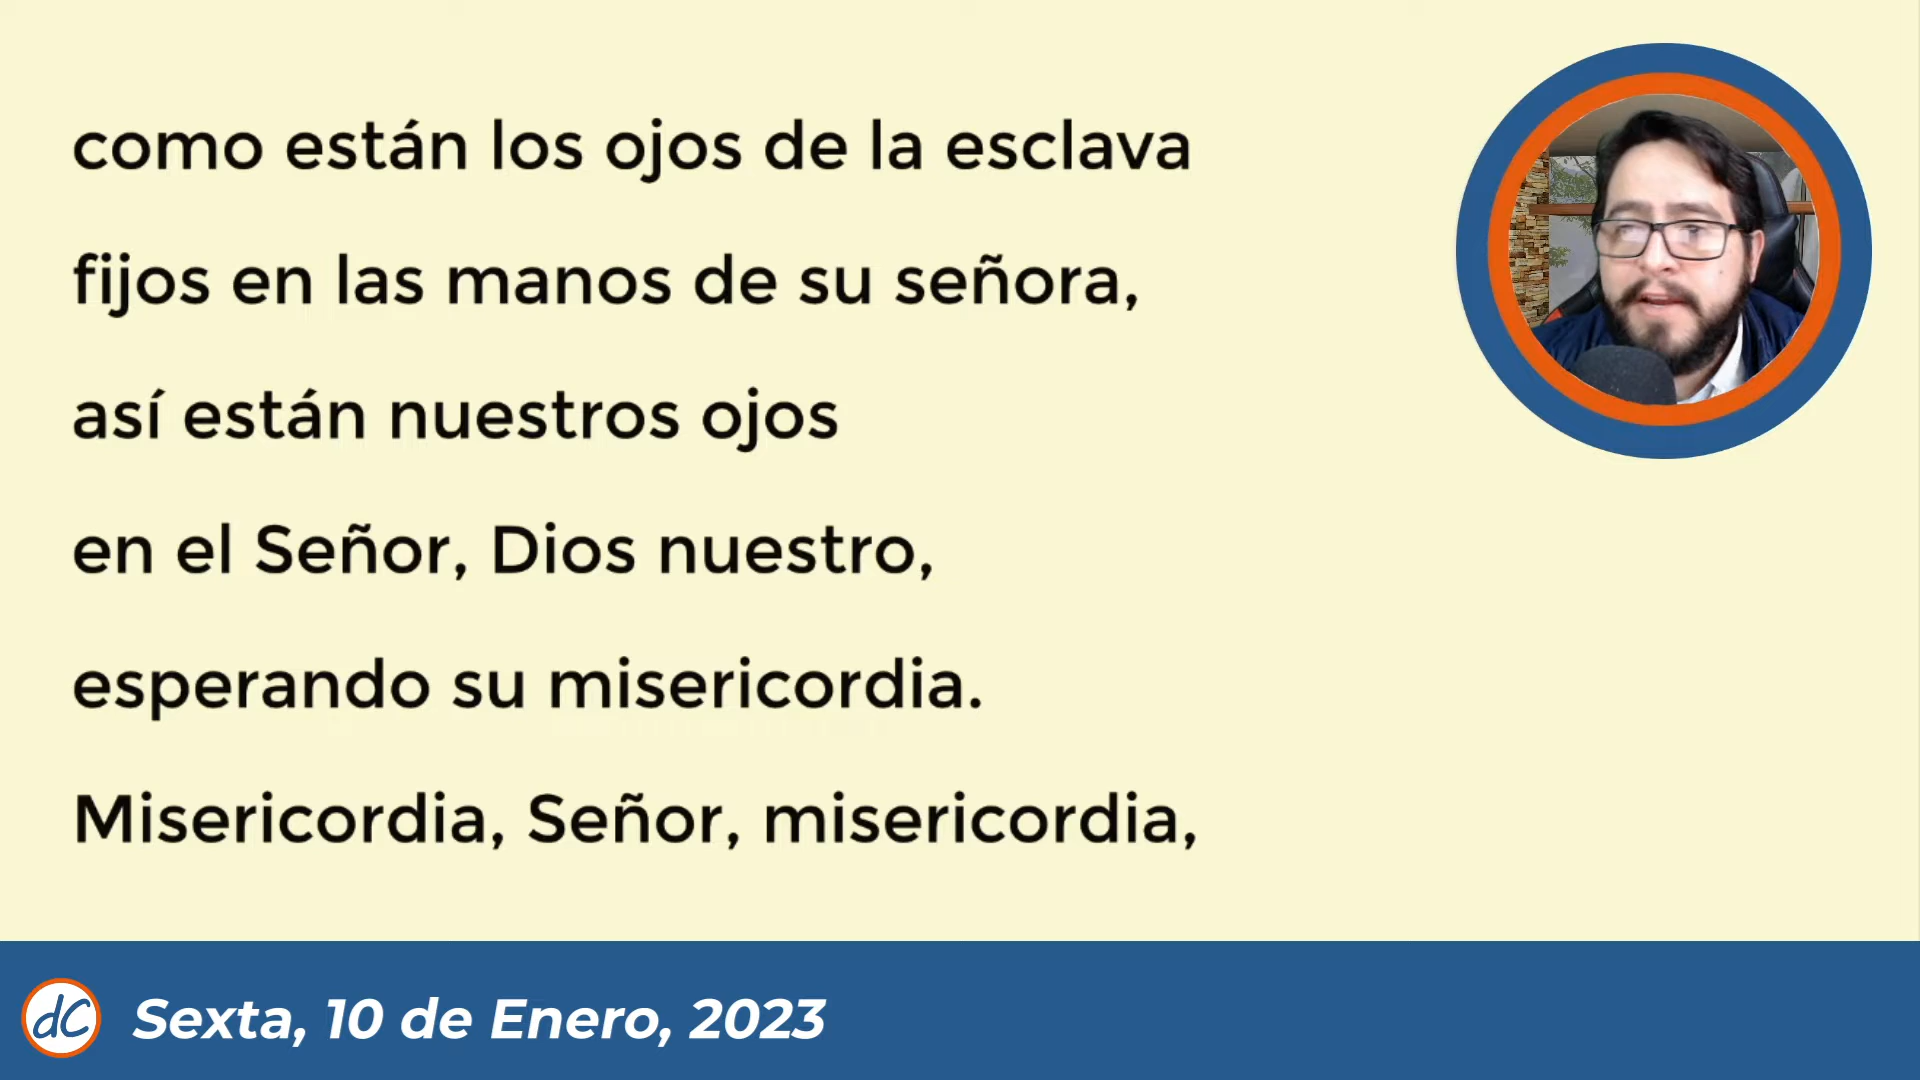 como están los ojos de la esclava
fijos en las manos de su señora,
así están nuestros ojos
en el Señor, Dios nuestro,
esperando su misericordia.
Misericordia, Señor, misericordia,
dC Sexta, 10 de Enero, 2023